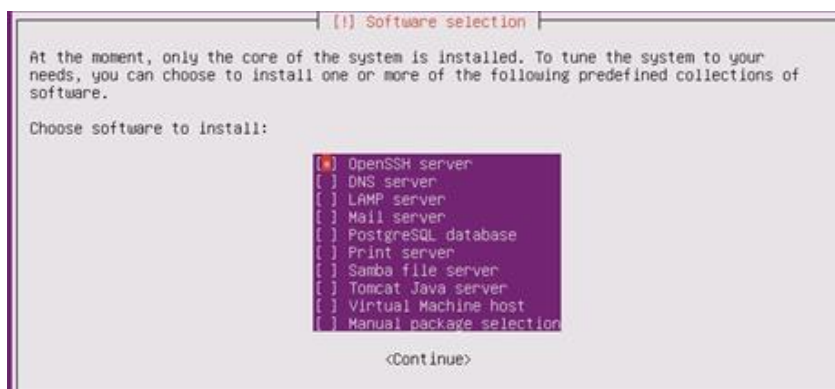 [!] Software selection
At the moment, only the core of the system is installed. To tune the system to your
needs, you can choose to install one or more of the following predefined collections of
software.
Choose software to install:
[*] OpenSSH server
[ ] DNS server
[ ] LAMP server
[ ] Mail server
[ ] PostgreSQL database
[ ] Print server
[ ] Samba file server
[ ] Tomcat Java server
[ ] Virtual Machine host
[ ] Manual package selection
<Continue>